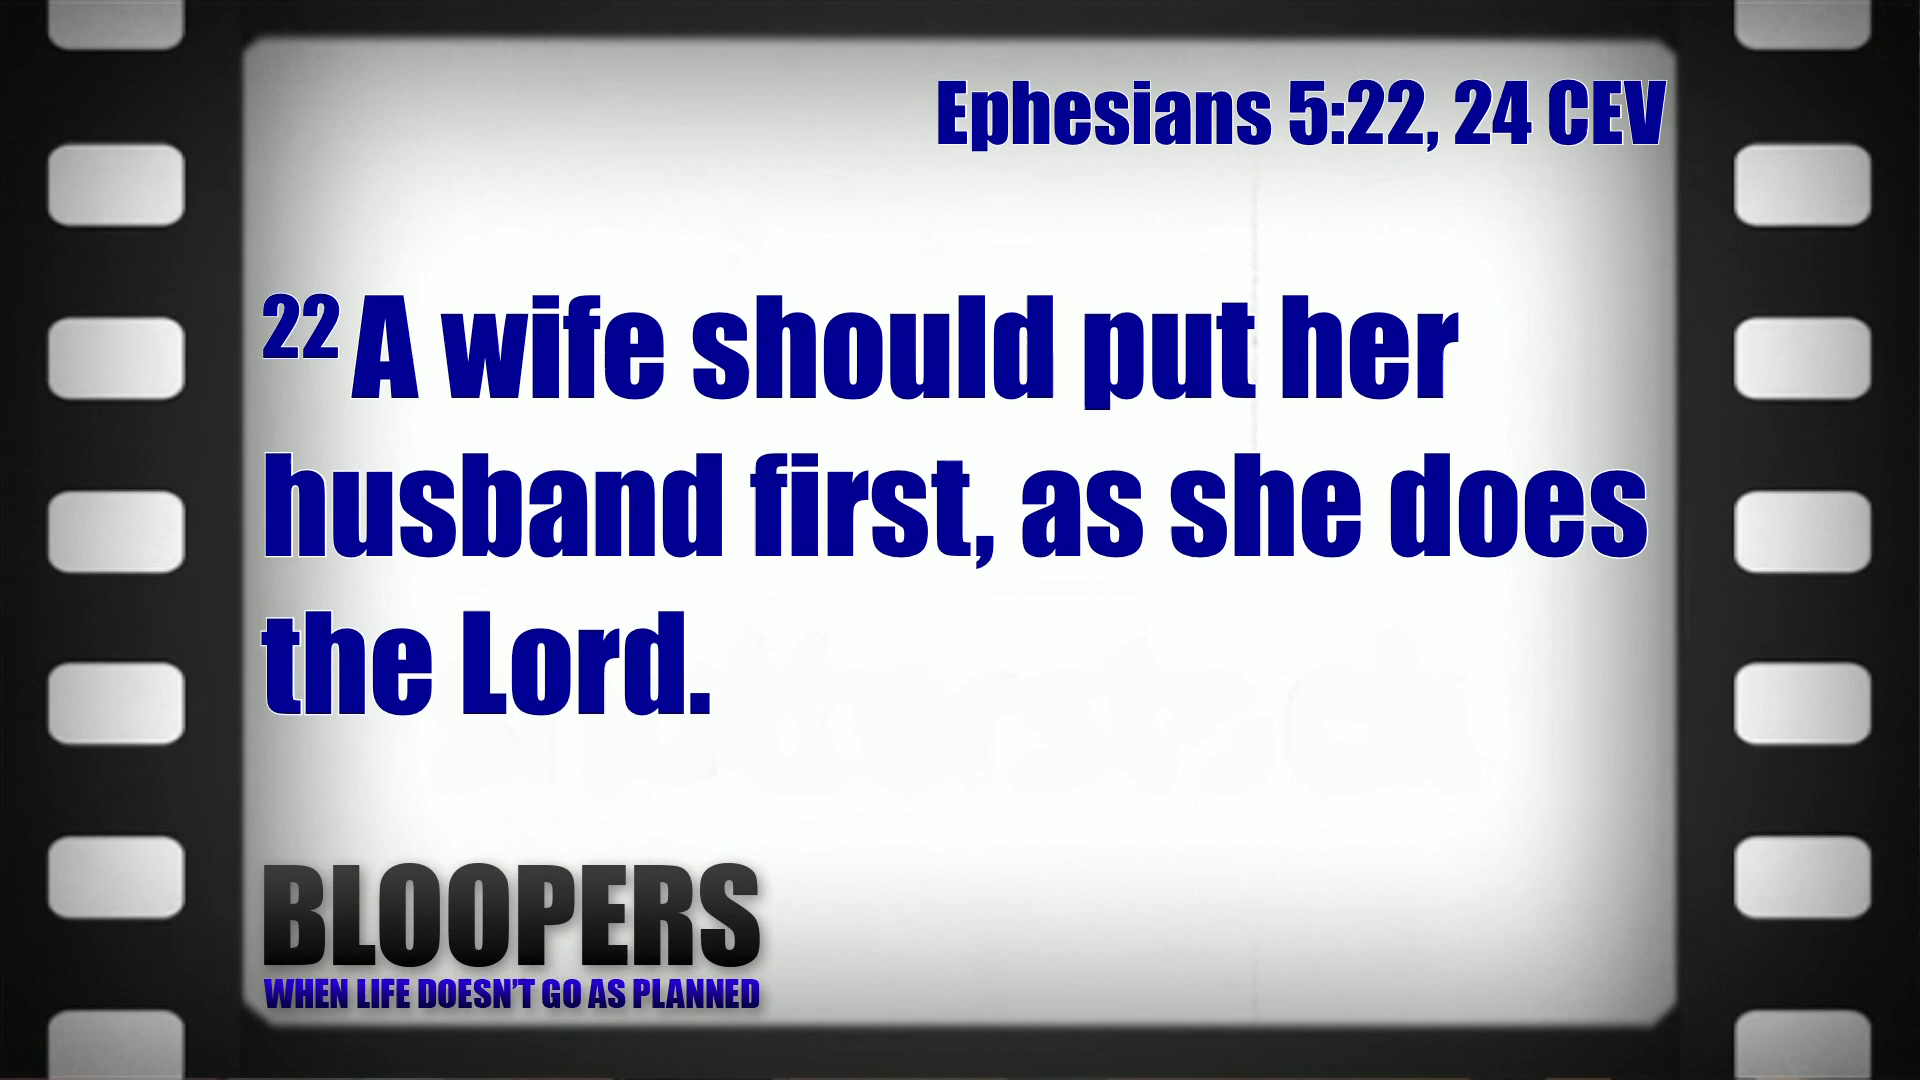 Ephesians 5:22, 24 CEV
22 A wife should put her
husband first, as she does
the Lord.
BLOOPERS
WHEN LIFE DOESN'T GO AS PLANNED